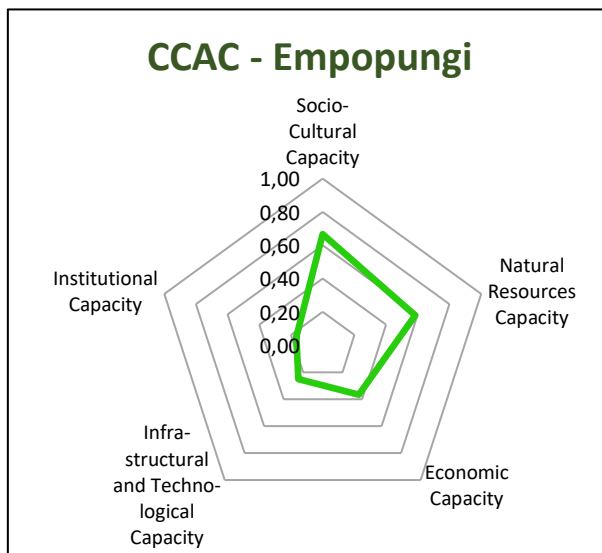 CCAC - Empopungi
Socio-
Cultural
Capacity
1,00
0,80
0,60
0,40
0,20
0,00
Natural
Resources
Capacity
Economic
Capacity
Infra-
structural
and Techno-
logical
Capacity
Institutional
Capacity